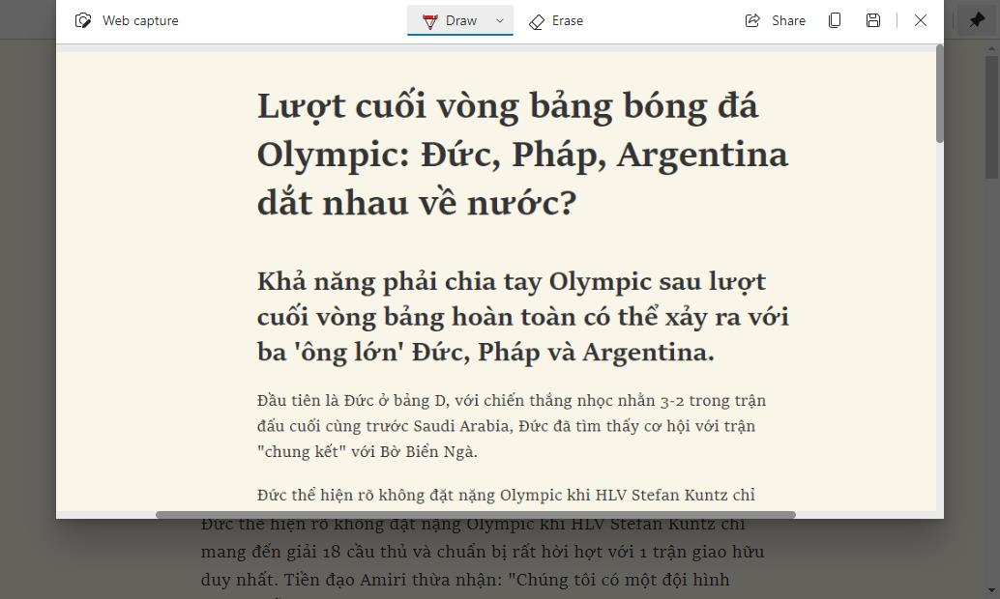 Web capture
Draw
Erase
Share
Lượt cuối vòng bảng bóng đá
Olympic: Đức, Pháp, Argentina
dắt nhau về nước?
Khả năng phải chia tay Olympic sau lượt
cuối vòng bảng hoàn toàn có thể xảy ra với
ba 'ông lớn' Đức, Pháp và Argentina.
Đầu tiên là Đức ở bảng D, với chiến thắng nhọc nhằn 3-2 trong trận
đấu cuối cùng trước Saudi Arabia, Đức đã tìm thấy cơ hội với trận
"chung kết" với Bờ Biển Ngà.
Đức thể hiện rõ không đặt nặng Olympic khi HLV Stefan Kuntz chỉ
Đức thể hiện rõ không đặt nặng Olympic khi HLV Stefan Kuntz chỉ
mang đến giải 18 cầu thủ và chuẩn bị rất hời hợt với 1 trận giao hữu
duy nhất. Tiền đạo Amiri thừa nhận: "Chúng tôi có một đội hình